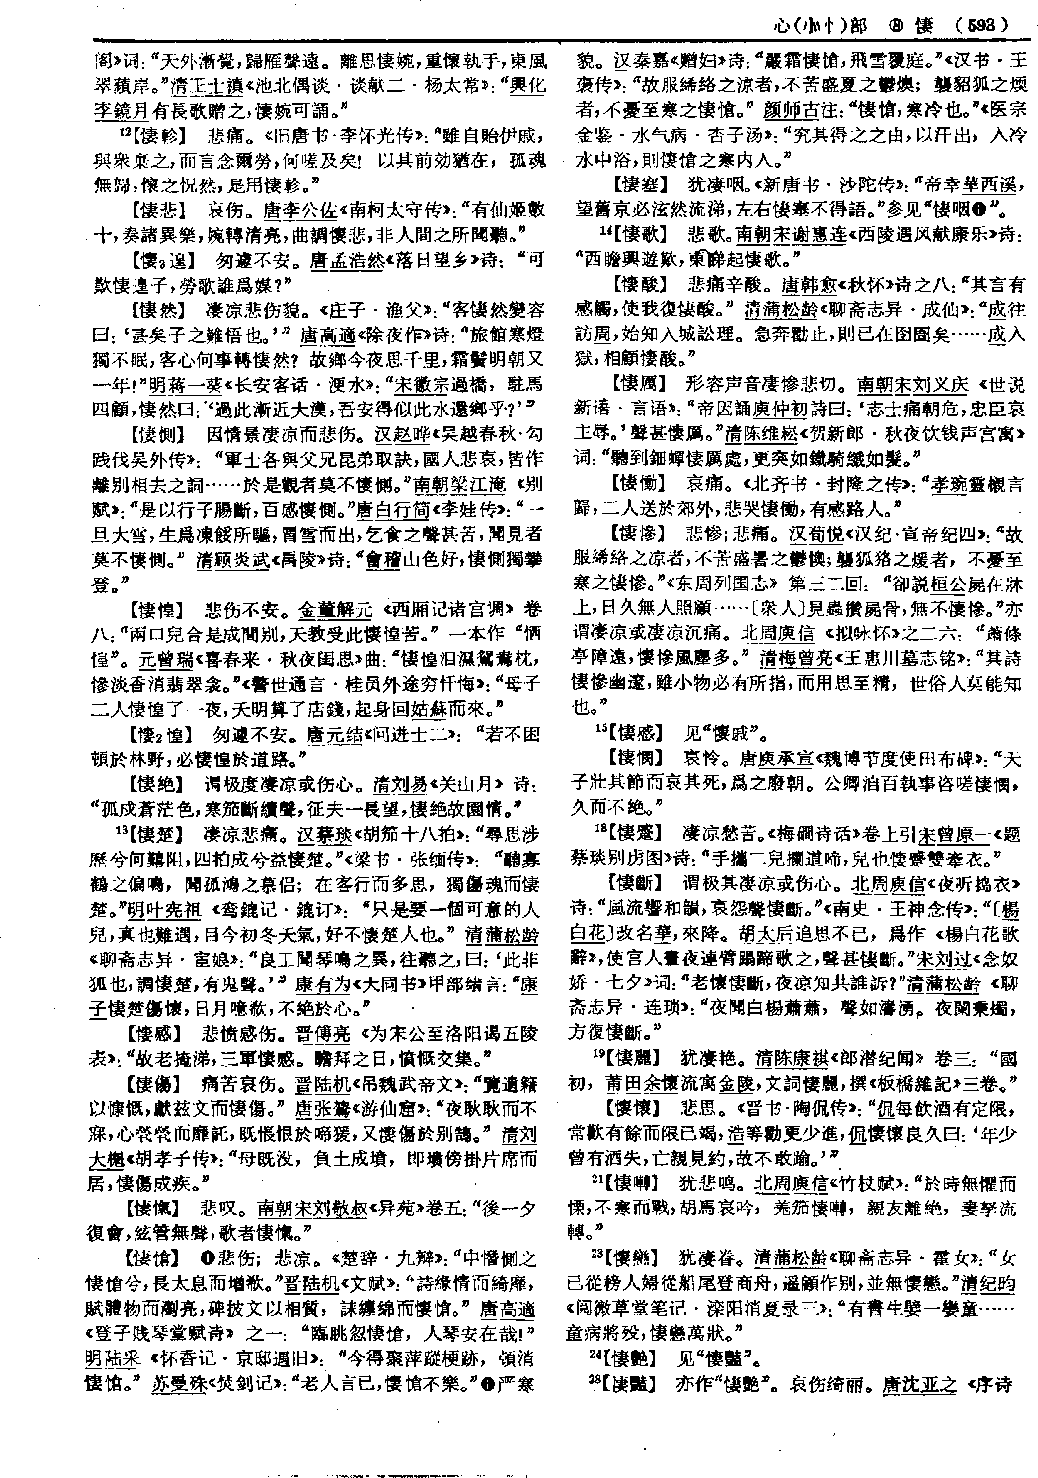 心(小忄)部 ⑧ 悽 (593)
阁》词：“天外漸覺，歸雁聲遠。離思悽婉，重懷執手，東風
翠蘋岸。”清王士禛《池北偶谈·谈献二·杨太常》：“興化
李鏡月有長歌贈之，悽婉可誦。”
¹²【悽軫】 悲痛。《旧唐书·李怀光传》：“雖自貽伊戚，
與衆棄之，而言念爾勞，何嗟及矣！以其前効猶在，孤魂
無歸，懷之怳然，是用悽軫。”
【悽悲】 哀伤。唐李公佐《南柯太守传》：“有仙姬數
十，奏諸異樂，婉轉清亮，曲調悽悲，非人間之所聞聽。”
【悽₂遑】 匆遽不安。唐孟浩然《落日望乡》诗：“可
歎悽遑子，勞歌誰爲媒？”
【悽然】 凄凉悲伤貌。《庄子·渔父》：“客悽然變容
曰：‘甚矣子之難悟也。’”唐高適《除夜作》诗：“旅館寒燈
獨不眠，客心何事轉悽然？故鄉今夜思千里，霜鬢明朝又
一年！”明蒋一葵《长安客话·浭水》：“宋徽宗過橋，駐馬
四顧，悽然曰：‘過此漸近大漠，吾安得似此水還鄉乎？’”
【悽惻】 因情景凄凉而悲伤。汉赵晔《吴越春秋·勾
践伐吴外传》：“軍士各與父兄昆弟取訣，國人悲哀，皆作
離别相去之詞……於是觀者莫不悽惻。”南朝梁江淹《别
赋》：“是以行子腸斷，百感悽惻。”唐白行简《李娃传》：“一
旦大雪，生爲凍餒所驅，冒雪而出，乞食之聲甚苦，聞見者
莫不悽惻。”清顾炎武《禹陵》诗：“會稽山色好，悽惻獨攀
登。”
【悽惶】 悲伤不安。金董解元《西厢记诸宫调》卷
八：“兩口兒合是成間别，天教受此悽惶苦。”一本作“恓
惶”。元曾瑞《喜春来·秋夜闺思》曲：“悽惶泪濕鴛鴦枕，
慘淡香消翡翠衾。”《警世通言·桂员外途穷忏悔》：“母子
二人悽惶了一夜，天明算了店錢，起身回姑蘇而來。”
【悽₂惶】 匆遽不安。唐元结《问进士二》：“若不困
頓於林野，必悽惶於道路。”
【悽絶】 谓极度凄凉或伤心。清刘易《关山月》诗：
“孤戍蒼茫色，寒笳斷續聲，征夫一長望，悽絶故園情。”
¹³【悽楚】 凄凉悲痛。汉蔡琰《胡笳十八拍》：“尋思涉
歷兮何艱阻，四拍成兮益悽楚。”《梁书·张缅传》：“聽寡
鶴之偏鳴，聞孤鴻之慕侣；在客行而多思，獨傷魂而悽
楚。”明叶宪祖《鸾鎞记·鎞订》：“只是要一個可意的人
兒，真也難遇，目今初冬天氣，好不悽楚人也。”清蒲松龄
《聊斋志异·宦娘》：“良工聞琴鳴之異，往聽之，曰：‘此非
狐也，調悽楚，有鬼聲。’”康有为《大同书》甲部绪言：“康
子悽楚傷懷，日月噫欷，不絶於心。”
【悽感】 悲愤感伤。晋傅亮《为宋公至洛阳谒五陵
表》：“故老掩涕，三軍悽感。瞻拜之日，憤慨交集。”
【悽傷】 痛苦哀伤。晋陆机《吊魏武帝文》：“覽遺籍
以慷慨，獻兹文而悽傷。”唐张鷟《游仙窟》：“夜耿耿而不
寐，心煢煢而靡託，既悵恨於啼猨，又悽傷於别鵠。”清刘
大櫆《胡孝子传》：“母既没，負土成墳，即墳傍掛片席而
居，悽傷成疾。”
【悽愾】 悲叹。南朝宋刘敬叔《异苑》卷五：“後一夕
復會，絃管無聲，歌者悽愾。”
【悽愴】 ❶悲伤；悲凉。《楚辞·九辩》：“中憯惻之
悽愴兮，長太息而增欷。”晋陆机《文赋》：“詩緣情而綺靡，
賦體物而瀏亮，碑披文以相質，誄纏綿而悽愴。”唐高適
《登子贱琴堂赋诗》之一：“臨眺忽悽愴，人琴安在哉！”
明陆采《怀香记·京邸遇旧》：“今得聚萍蹤梗跡，頓消
悽愴。”苏曼殊《焚剑记》：“老人言已，悽愴不樂。”❷严寒
貌。汉秦嘉《赠妇》诗：“嚴霜悽愴，飛雪覆庭。”《汉书·王
褒传》：“故服絺綌之涼者，不苦盛夏之鬱燠；襲貂狐之煗
者，不憂至寒之悽愴。”颜师古注：“悽愴，寒冷也。”《医宗
金鉴·水气病·杏子汤》：“究其得之之由，以汗出，入冷
水中浴，則悽愴之寒内人。”
【悽塞】 犹凄咽。《新唐书·沙陀传》：“帝幸華西溪，
望舊京必泫然流涕，左右悽塞不得語。”参见“悽咽❶”。
¹⁴【悽歌】 悲歌。南朝宋谢惠连《西陵遇风献康乐》诗：
“西瞻興遊歎，東睇起悽歌。”
【悽酸】 悲痛辛酸。唐韩愈《秋怀》诗之八：“其言有
感觸，使我復悽酸。”清蒲松龄《聊斋志异·成仙》：“成往
訪周，始知入城訟理。急奔勸止，則已在囹圄矣……成入
獄，相顧悽酸。”
【悽厲】 形容声音凄惨悲切。南朝宋刘义庆《世说
新语·言语》：“帝因誦庾仲初詩曰：‘志士痛朝危，忠臣哀
主辱。’聲甚悽厲。”清陈维崧《贺新郎·秋夜饮钱声宫寓》
词：“聽到鈿蟬悽厲處，更突如鐵騎纖如髮。”
【悽慟】 哀痛。《北齐书·封隆之传》：“孝琬靈櫬言
歸，二人送於郊外，悲哭悽慟，有感路人。”
【悽慘】 悲惨；悲痛。汉荀悦《汉纪·宣帝纪四》：“故
服絺綌之凉者，不苦盛暑之鬱燠；襲狐狢之煖者，不憂至
寒之悽慘。”《东周列国志》第三二回：“卻説桓公屍在牀
上，日久無人照顧……〔衆人〕見蟲攢屍骨，無不悽慘。”亦
谓凄凉或凄凉沉痛。北周庾信《拟咏怀》之二六：“蕭條
亭障遠，悽慘風塵多。”清梅曾亮《王惠川墓志铭》：“其詩
悽慘幽邃，雖小物必有所指，而用思至精，世俗人莫能知
也。”
¹⁵【悽慼】 见“悽戚”。
【悽憫】 哀怜。唐庾承宣《魏博节度使田布碑》：“天
子壯其節而哀其死，爲之廢朝。公卿洎百執事咨嗟悽憫，
久而不絶。”
¹⁸【悽蹙】 凄凉愁苦。《梅磵诗话》卷上引宋曾原一《题
蔡琰别虏图》诗：“手攜二兒攔道啼，兒也悽蹙雙牽衣。”
【悽斷】 谓极其凄凉或伤心。北周庾信《夜听捣衣》
诗：“風流響和韻，哀怨聲悽斷。”《南史·王神念传》：“〔楊
白花〕改名華，來降。胡太后追思不已，爲作《楊白花歌
辭》，使宫人晝夜連臂蹋蹄歌之，聲甚悽斷。”宋刘过《念奴
娇·七夕》词：“老懷悽斷，夜凉知共誰訴？”清蒲松龄《聊
斋志异·连琐》：“夜聞白楊蕭蕭，聲如濤湧。夜闌秉燭，
方復悽斷。”
¹⁹【悽麗】 犹凄艳。清陈康祺《郎潜纪闻》卷三：“國
初，莆田余懷流寓金陵，文詞悽麗，撰《板橋雜記》三卷。”
【悽懷】 悲思。《晋书·陶侃传》：“侃每飲酒有定限，
常歡有餘而限已竭，浩等勸更少進，侃悽懷良久曰：‘年少
曾有酒失，亡親見約，故不敢踰。’”
²¹【悽囀】 犹悲鸣。北周庾信《竹杖赋》：“於時無懼而
慄，不寒而戰，胡馬哀吟，羌笳悽囀，親友離絶，妻孥流
轉。”
²³【悽戀】 犹凄眷。清蒲松龄《聊斋志异·霍女》：“女
已從榜人婦從船尾登商舟，遥顧作别，並無悽戀。”清纪昀
《阅微草堂笔记·滦阳消夏录三》：“有書生嬖一孌童……
童病將殁，悽戀萬狀。”
²⁴【悽艷】 见“悽豔”。
²⁸【悽豔】 亦作“悽艷”。哀伤绮丽。唐沈亚之《序诗